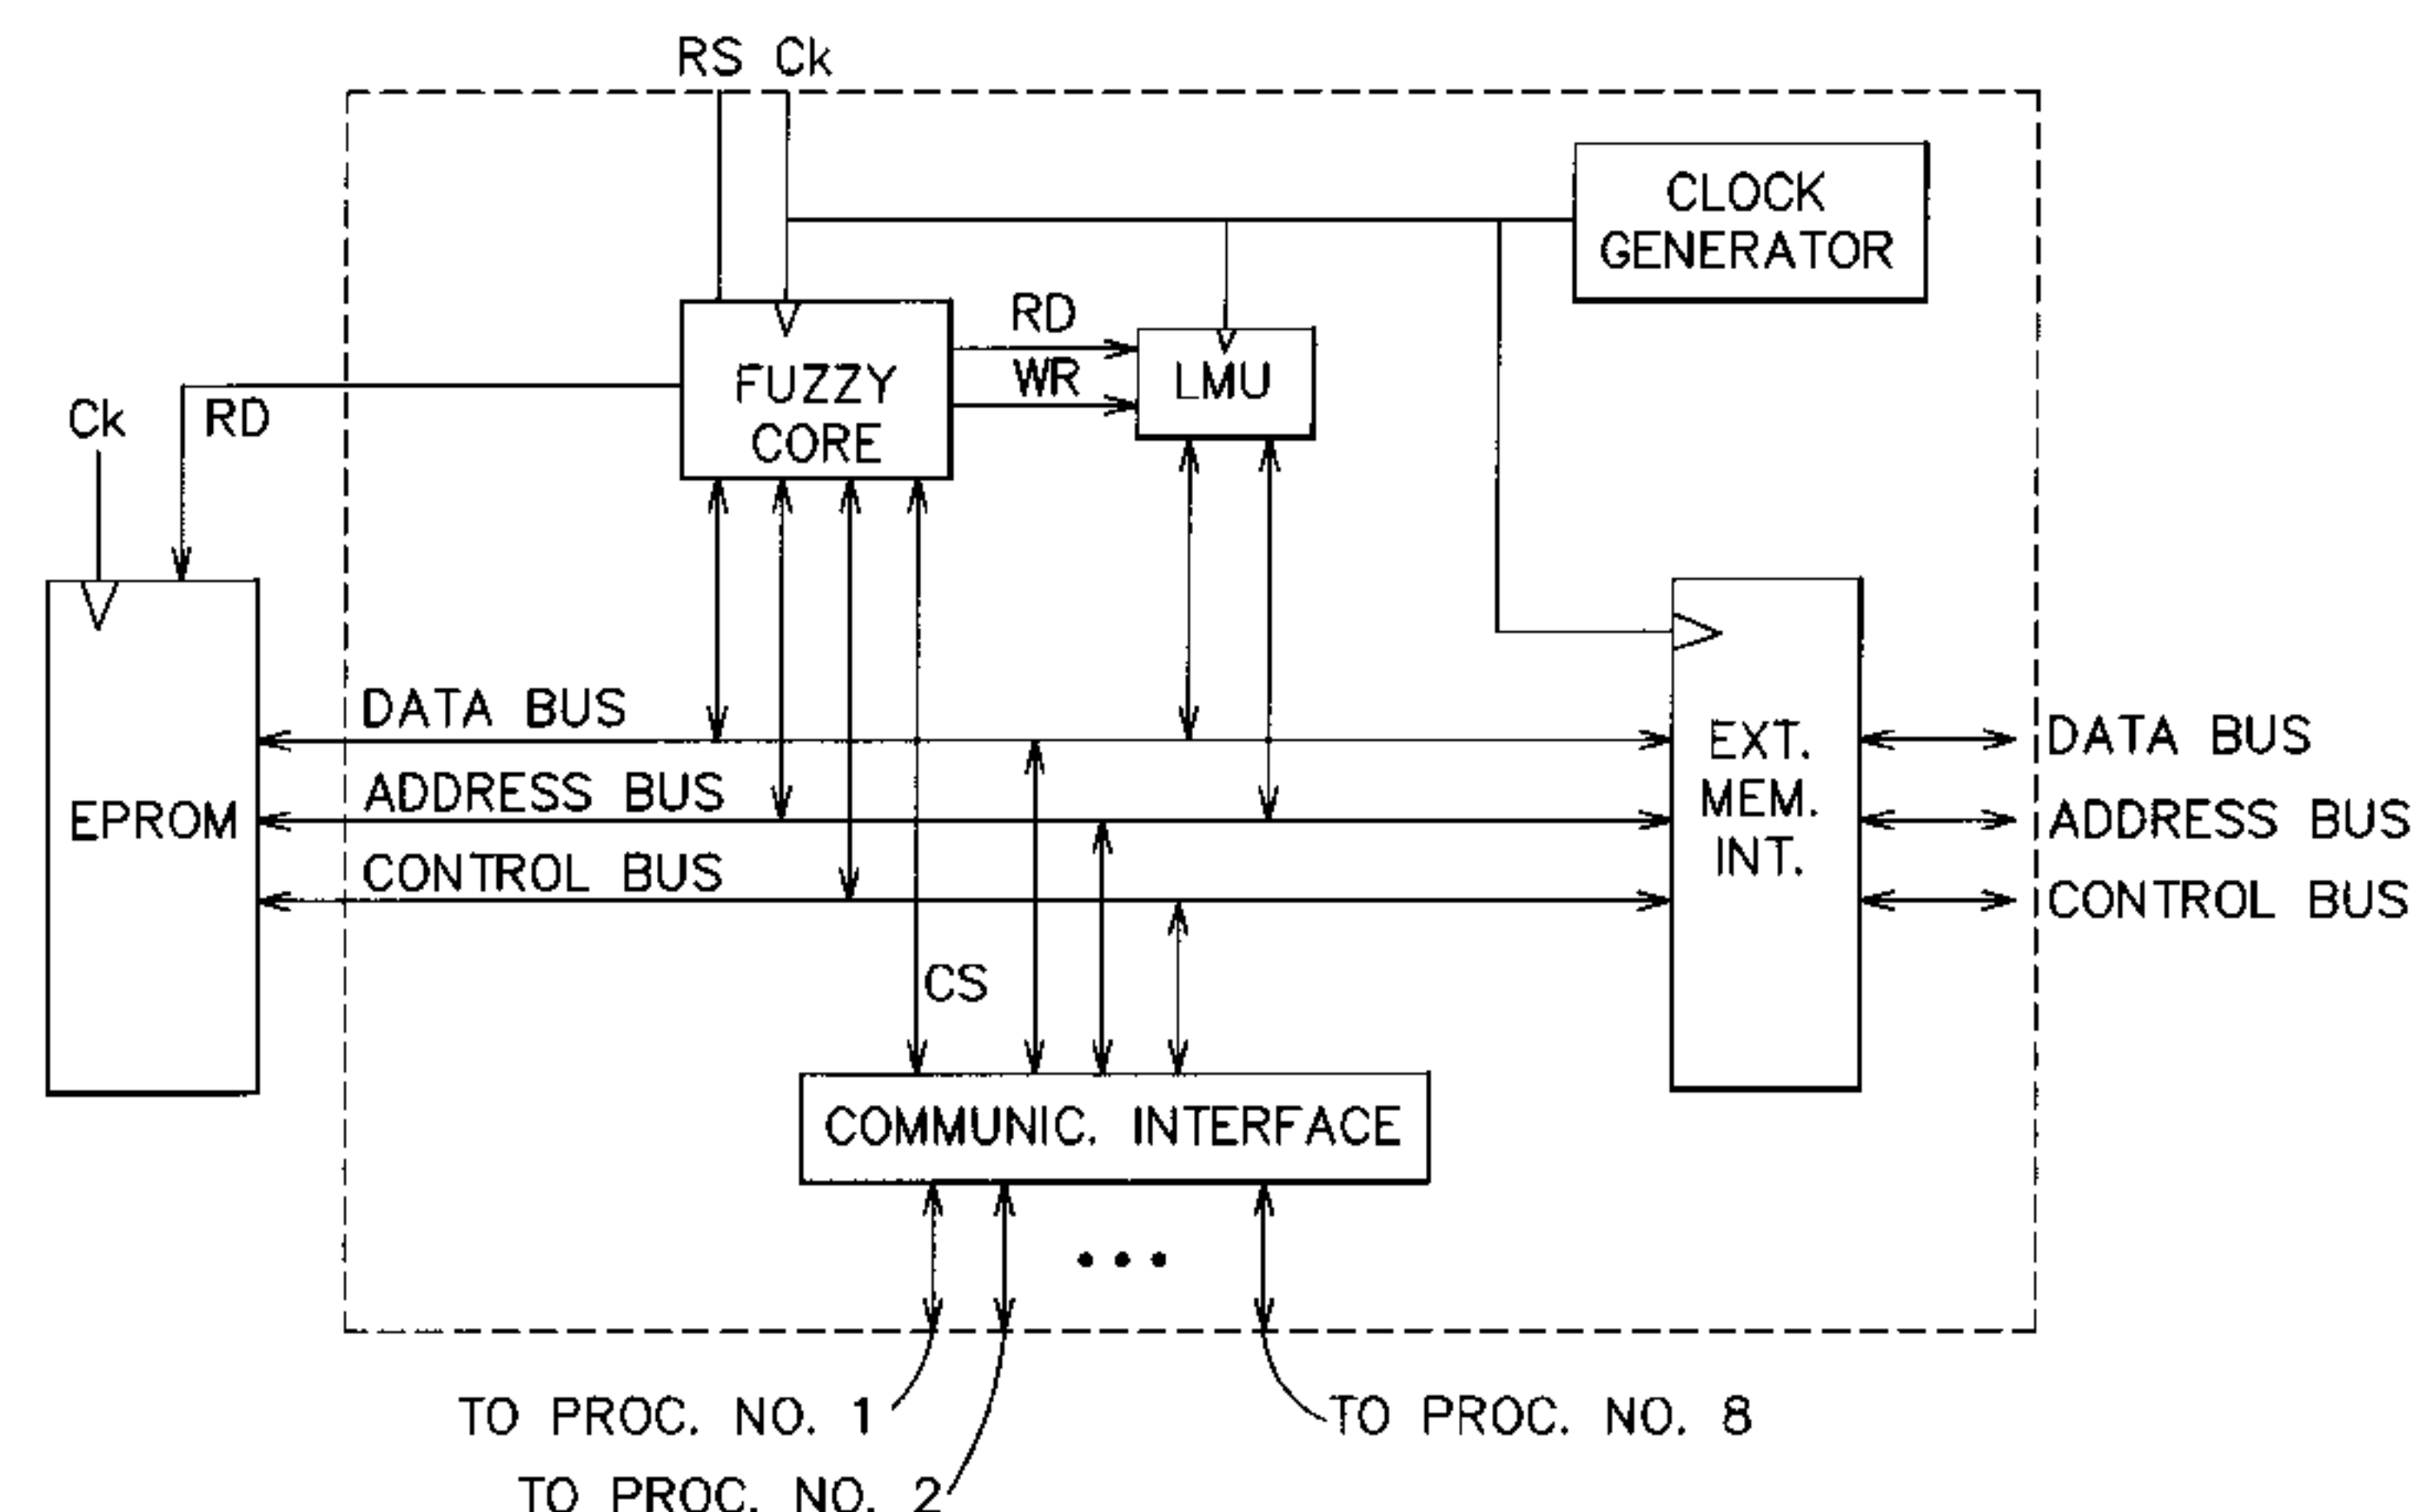 RS Ck
CLOCK
GENERATOR
RD
WR
FUZZY
CORE
LMU
Ck
RD
DATA BUS
ADDRESS BUS
CONTROL BUS
EPROM
EXT.
MEM.
INT.
DATA BUS
ADDRESS BUS
CONTROL BUS
CS
COMMUNIC. INTERFACE
TO PROC. NO. 1
TO PROC. NO. 8
TO PROC. NO. 2